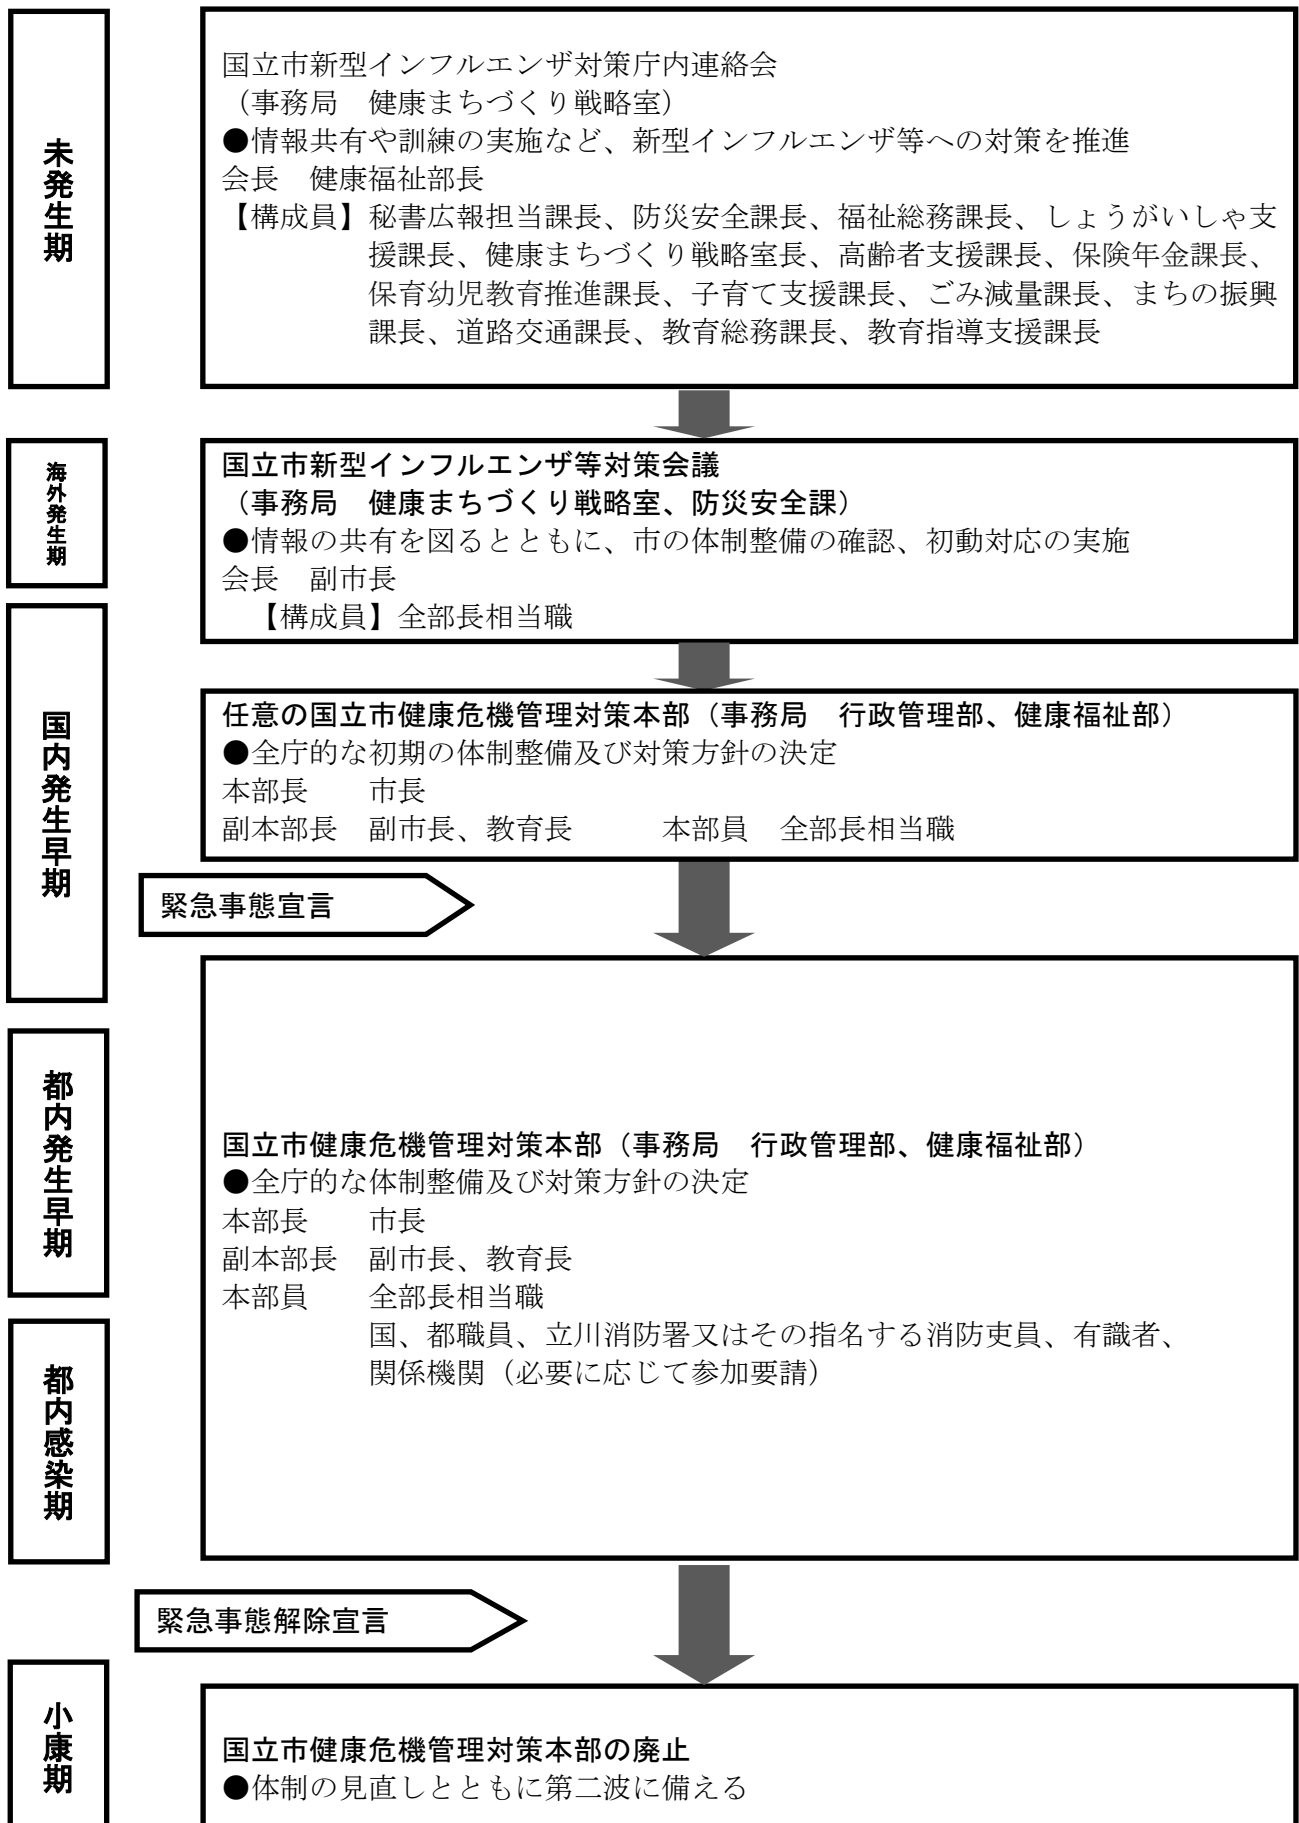 未発生期
国立市新型インフルエンザ対策庁内連絡会
（事務局　健康まちづくり戦略室）
●情報共有や訓練の実施など、新型インフルエンザ等への対策を推進
会長　健康福祉部長
【構成員】秘書広報担当課長、防災安全課長、福祉総務課長、しょうがいしゃ支
援課長、健康まちづくり戦略室長、高齢者支援課長、保険年金課長、
保育幼児教育推進課長、子育て支援課長、ごみ減量課長、まちの振興
課長、道路交通課長、教育総務課長、教育指導支援課長
海外発生期
国立市新型インフルエンザ等対策会議
（事務局　健康まちづくり戦略室、防災安全課）
●情報の共有を図るとともに、市の体制整備の確認、初動対応の実施
会長　副市長
【構成員】全部長相当職
国内発生早期
任意の国立市健康危機管理対策本部（事務局　行政管理部、健康福祉部）
●全庁的な初期の体制整備及び対策方針の決定
本部長　　市長
副本部長　副市長、教育長　　　本部員　全部長相当職
緊急事態宣言
都内発生早期
都内感染期
国立市健康危機管理対策本部（事務局　行政管理部、健康福祉部）
●全庁的な体制整備及び対策方針の決定
本部長　　市長
副本部長　副市長、教育長
本部員　　全部長相当職
国、都職員、立川消防署又はその指名する消防吏員、有識者、
関係機関（必要に応じて参加要請）
緊急事態解除宣言
小康期
国立市健康危機管理対策本部の廃止
●体制の見直しとともに第二波に備える